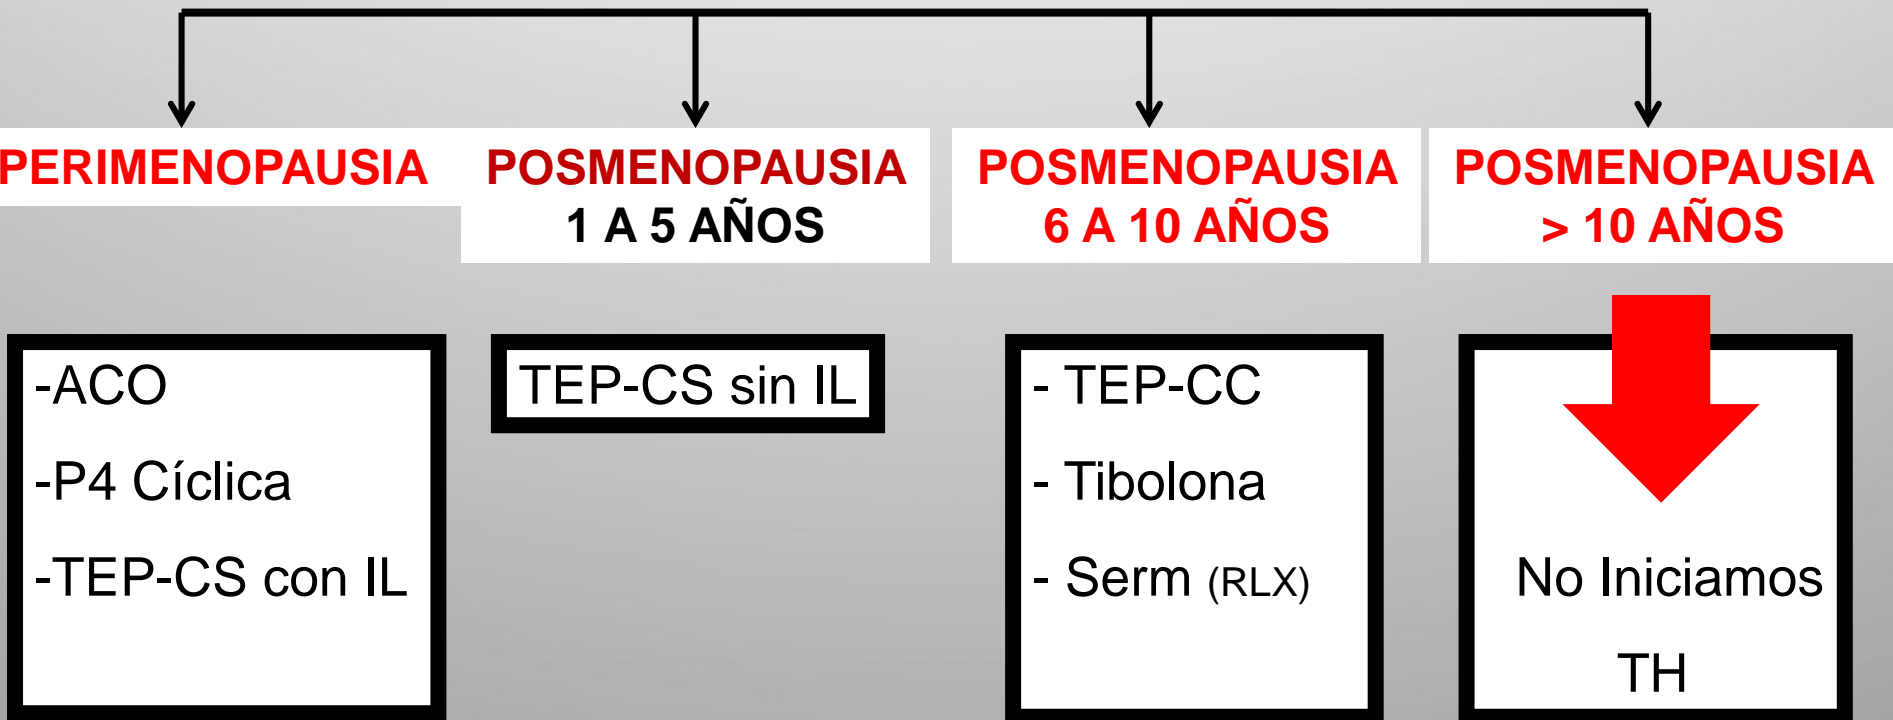 PERIMENOPAUSIA
POSMENOPAUSIA
1 A 5 AÑOS
POSMENOPAUSIA
6 A 10 AÑOS
POSMENOPAUSIA
> 10 AÑOS
-ACO
-P4 Cíclica
-TEP-CS con IL
TEP-CS sin IL
- TEP-CC
- Tibolona
- Serm (RLX)
No Iniciamos
TH